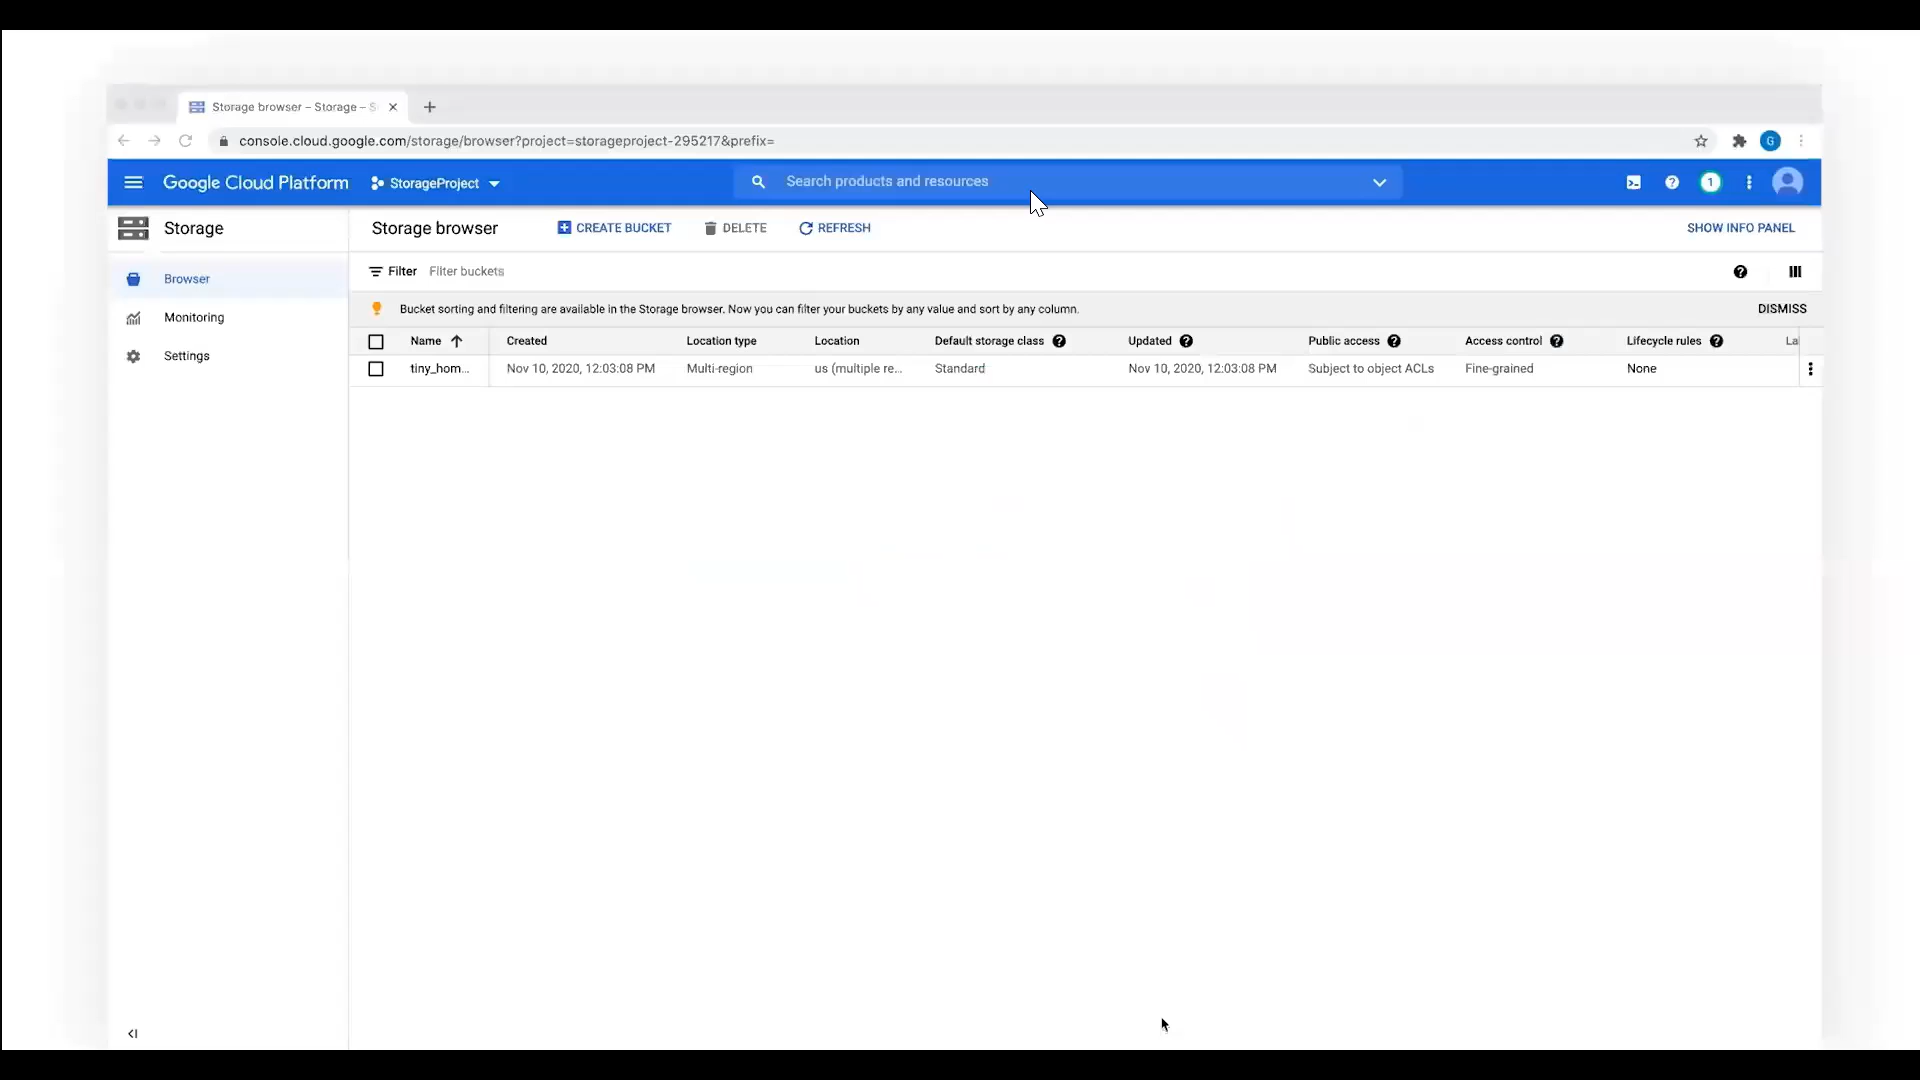 Storage browser – Storage – S
console.cloud.google.com/storage/browser?project=storageproject-295217&prefix=
G
Google Cloud Platform
StorageProject
Search products and resources
1
Storage
Storage browser
CREATE BUCKET
DELETE
REFRESH
SHOW INFO PANEL
Browser
Monitoring
Settings
Filter
Filter buckets
Bucket sorting and filtering are available in the Storage browser. Now you can filter your buckets by any value and sort by any column.
DISMISS
Name Created Location type Location Default storage class Updated Public access Access control Lifecycle rules La
tiny_hom... Nov 10, 2020, 12:03:08 PM Multi-region us (multiple re... Standard Nov 10, 2020, 12:03:08 PM Subject to object ACLs Fine-grained None